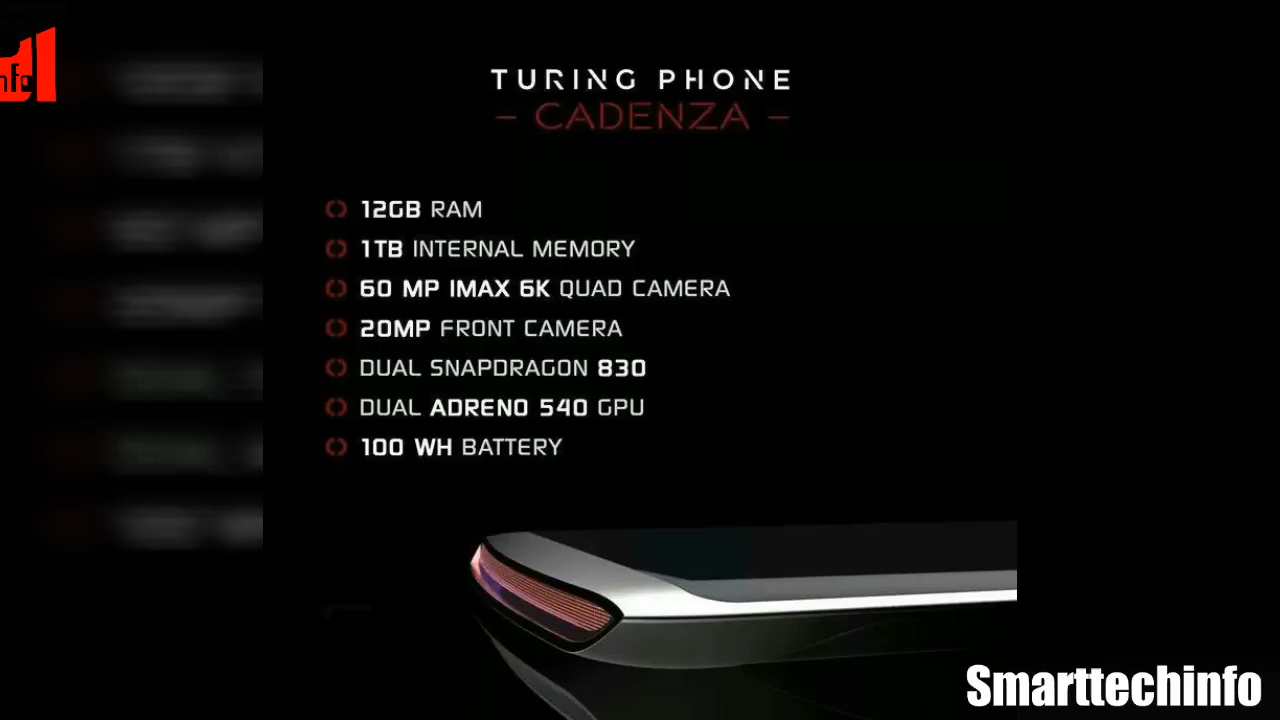 TURING PHONE
– CADENZA –
12GB RAM
1TB INTERNAL MEMORY
60 MP IMAX 6K QUAD CAMERA
20MP FRONT CAMERA
DUAL SNAPDRAGON 830
DUAL ADRENO 540 GPU
100 WH BATTERY
Smarttechinfo